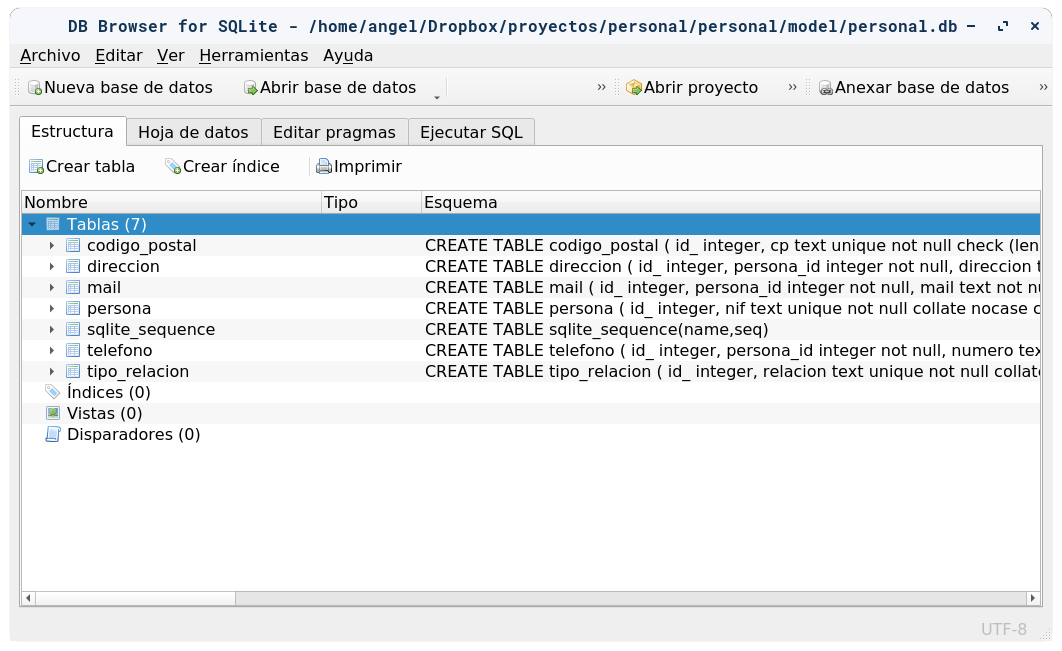 DB Browser for SQLite - /home/angel/Dropbox/proyectos/personal/personal/model/personal.db
Archivo Editar Ver Herramientas Ayuda
Nueva base de datos Abrir base de datos » Abrir proyecto » Anexar base de datos »
Estructura Hoja de datos Editar pragmas Ejecutar SQL
Crear tabla Crear índice Imprimir
Nombre Tipo Esquema
Tablas (7)
codigo_postal CREATE TABLE codigo_postal ( id_ integer, cp text unique not null check (len
direccion CREATE TABLE direccion ( id_ integer, persona_id integer not null, direccion t
mail CREATE TABLE mail ( id_ integer, persona_id integer not null, mail text not nu
persona CREATE TABLE persona ( id_ integer, nif text unique not null collate nocase c
sqlite_sequence CREATE TABLE sqlite_sequence(name,seq)
telefono CREATE TABLE telefono ( id_ integer, persona_id integer not null, numero tex
tipo_relacion CREATE TABLE tipo_relacion ( id_ integer, relacion text unique not null collate
Índices (0)
Vistas (0)
Disparadores (0)
UTF-8